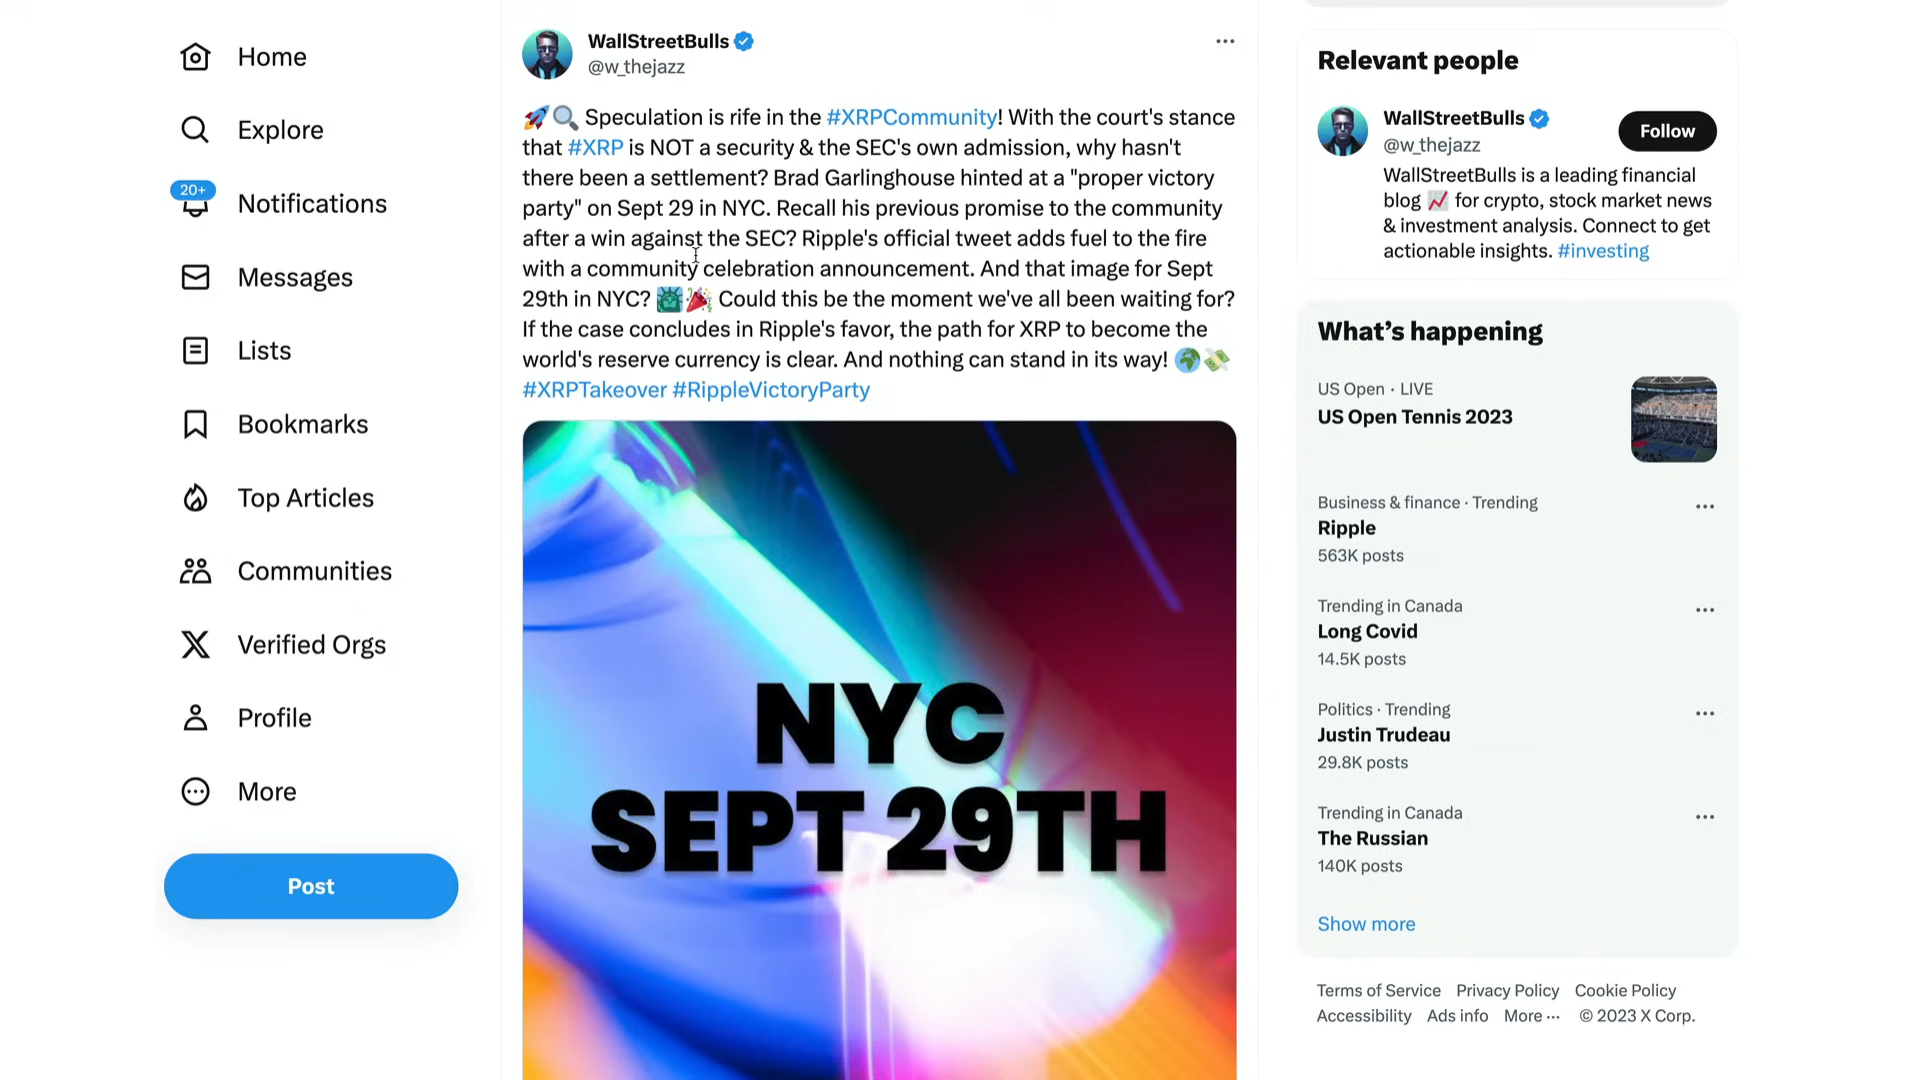 Home
Explore
20+
Notifications
Messages
Lists
Bookmarks
Top Articles
Communities
Verified Orgs
Profile
More
Post
WallStreetBulls
@w_thejazz
🚀🔍 Speculation is rife in the #XRPCommunity! With the court's stance
that #XRP is NOT a security & the SEC's own admission, why hasn't
there been a settlement? Brad Garlinghouse hinted at a "proper victory
party" on Sept 29 in NYC. Recall his previous promise to the community
after a win against the SEC? Ripple's official tweet adds fuel to the fire
with a community celebration announcement. And that image for Sept
29th in NYC? 🗽🎉 Could this be the moment we've all been waiting for?
If the case concludes in Ripple's favor, the path for XRP to become the
world's reserve currency is clear. And nothing can stand in its way! 🌍💸
#XRPTakeover #RippleVictoryParty
NYC
SEPT 29TH
Relevant people
WallStreetBulls
@w_thejazz
Follow
WallStreetBulls is a leading financial
blog 📈 for crypto, stock market news
& investment analysis. Connect to get
actionable insights. #investing
What's happening
US Open · LIVE
US Open Tennis 2023
Business & finance · Trending
Ripple
563K posts
Trending in Canada
Long Covid
14.5K posts
Politics · Trending
Justin Trudeau
29.8K posts
Trending in Canada
The Russian
140K posts
Show more
Terms of Service Privacy Policy Cookie Policy
Accessibility Ads info More ··· © 2023 X Corp.